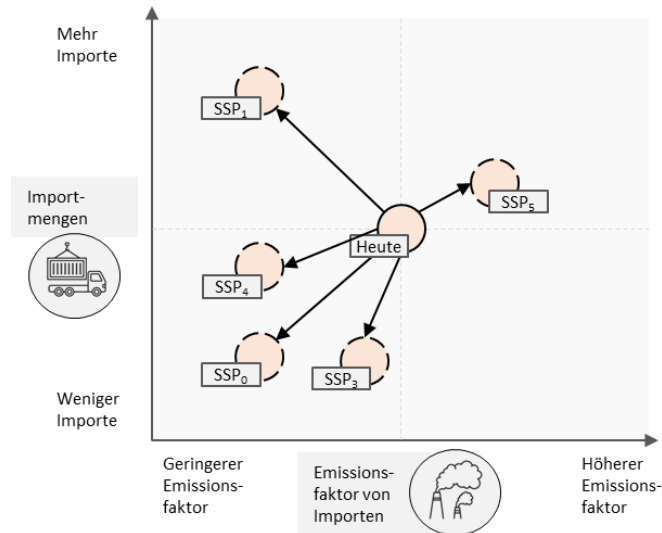 Mehr
Importe
SSP₁
SSP₅
Import-
mengen
Heute
SSP₄
SSP₀
SSP₃
Weniger
Importe
Geringerer
Emissions-
faktor
Emissions-
faktor von
Importen
Höherer
Emissions-
faktor